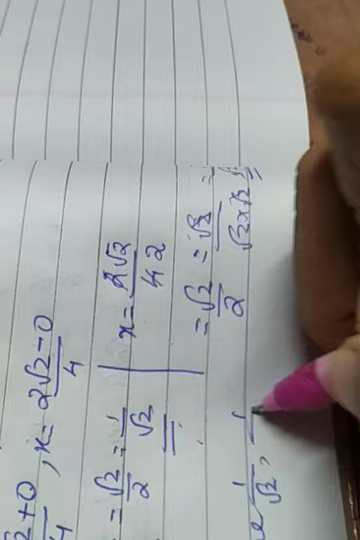 √2+0/4 , x = 2√2-0/4
= √2/2 = 1/√2
x = 2√2/4 2
= √2/2 = √2/√2×√2 =
1/√2 ,